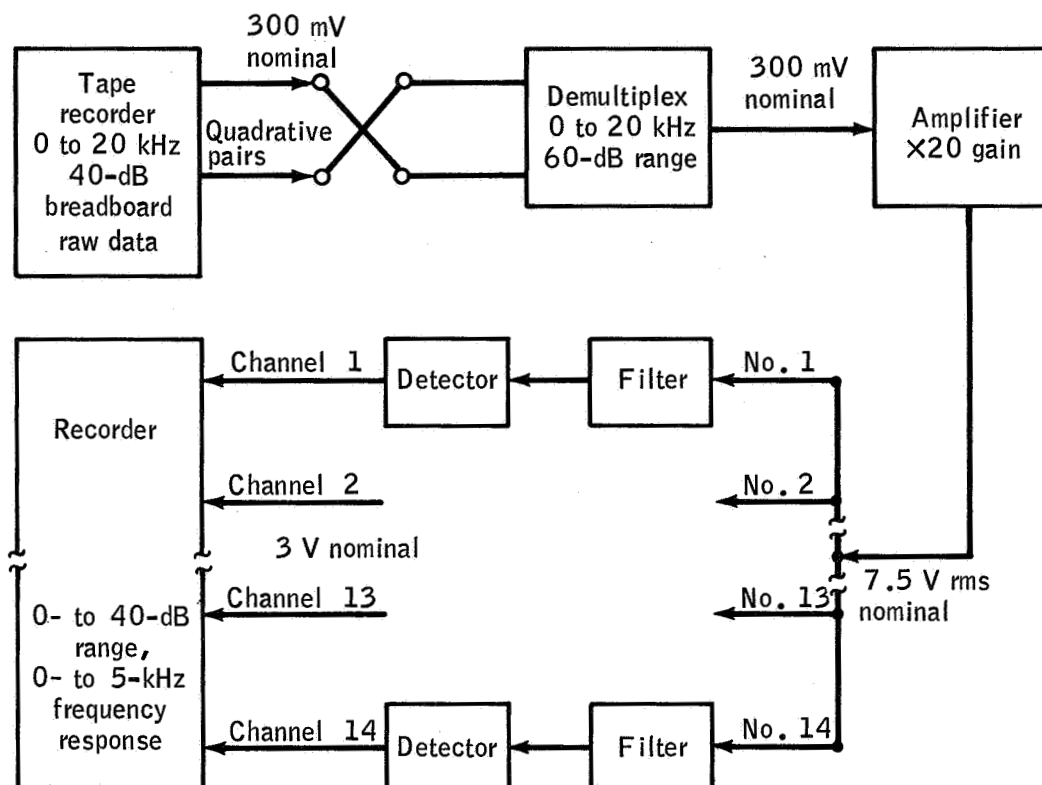 300 mV
nominal
Tape
recorder
0 to 20 kHz
40-dB
breadboard
raw data
Quadrative
pairs
Demultiplex
0 to 20 kHz
60-dB range
300 mV
nominal
Amplifier
×20 gain
Channel 1
Detector
Filter
No. 1
Recorder
Channel 2
No. 2
3 V nominal
7.5 V rms
nominal
Channel 13
No. 13
0- to 40-dB
range,
0- to 5-kHz
frequency
response
Channel 14
Detector
Filter
No. 14